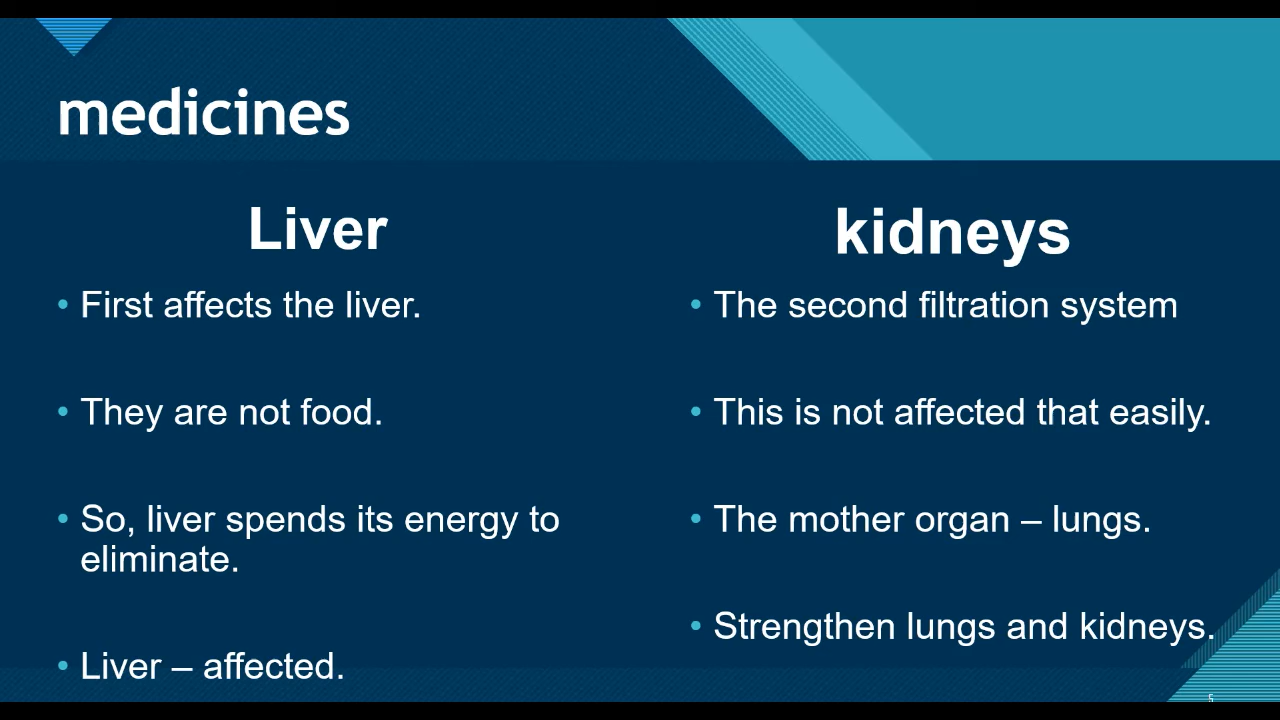 medicines
Liver
• First affects the liver.
• They are not food.
• So, liver spends its energy to
eliminate.
• Liver – affected.
kidneys
• The second filtration system
• This is not affected that easily.
• The mother organ – lungs.
• Strengthen lungs and kidneys.
5